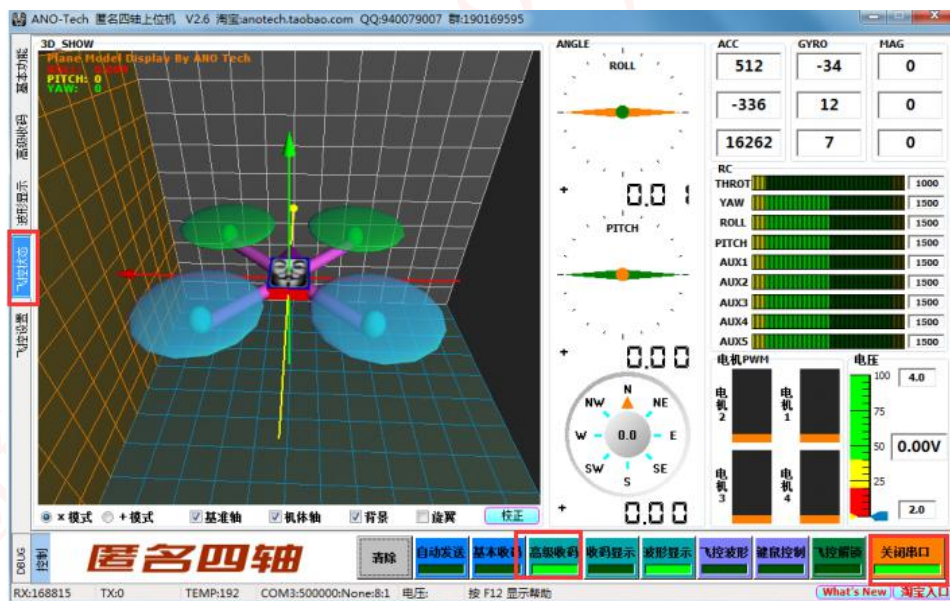 ANO-Tech 匿名四轴上位机 V2.6 淘宝:anotech.taobao.com QQ:940079007 群:190169595
基本功能
高级收码
波形显示
飞控状态
飞控设置
3D_SHOW
Plane Model Display By ANO Tech
PITCH: 0
YAW: 0
ANGLE
ROLL
+ 0.01
PITCH
+ 0.00
N
NW NE
W 0.0 E
SW SE
S
+ 0.00
ACC GYRO MAG
512 -34 0
-336 12 0
16262 7 0
RC
THROT 1000
YAW 1500
ROLL 1500
PITCH 1500
AUX1 1500
AUX2 1500
AUX3 1500
AUX4 1500
AUX5 1500
电机PWM 电压
电机2 电机1
电机3 电机4
100 4.0
75
50 0.00V
25
2.0
×模式 +模式 基准轴 机体轴 背景 旋翼 校正
DEBUG 控制
匿名四轴
清除 自动发送 基本收码 高级收码 收码显示 波形显示 飞控波形 键鼠控制 飞控解锁 关闭串口
RX:168815 TX:0 TEMP:192 COM3:500000:None:8:1 电压: 按 F12 显示帮助 What's New 淘宝入口